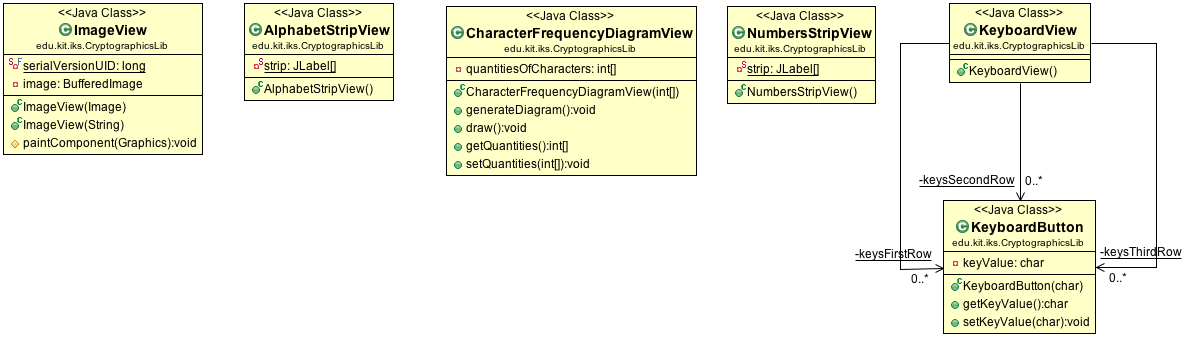 <<Java Class>>
ImageView
edu.kit.iks.CryptographicsLib
serialVersionUID: long
image: BufferedImage
ImageView(Image)
ImageView(String)
paintComponent(Graphics):void
<<Java Class>>
AlphabetStripView
edu.kit.iks.CryptographicsLib
strip: JLabel[]
AlphabetStripView()
<<Java Class>>
CharacterFrequencyDiagramView
edu.kit.iks.CryptographicsLib
quantitiesOfCharacters: int[]
CharacterFrequencyDiagramView(int[])
generateDiagram():void
draw():void
getQuantities():int[]
setQuantities(int[]):void
<<Java Class>>
NumbersStripView
edu.kit.iks.CryptographicsLib
strip: JLabel[]
NumbersStripView()
<<Java Class>>
KeyboardView
edu.kit.iks.CryptographicsLib
KeyboardView()
-keysSecondRow 0..*
-keysFirstRow
0..*
-keysThirdRow
0..*
<<Java Class>>
KeyboardButton
edu.kit.iks.CryptographicsLib
keyValue: char
KeyboardButton(char)
getKeyValue():char
setKeyValue(char):void